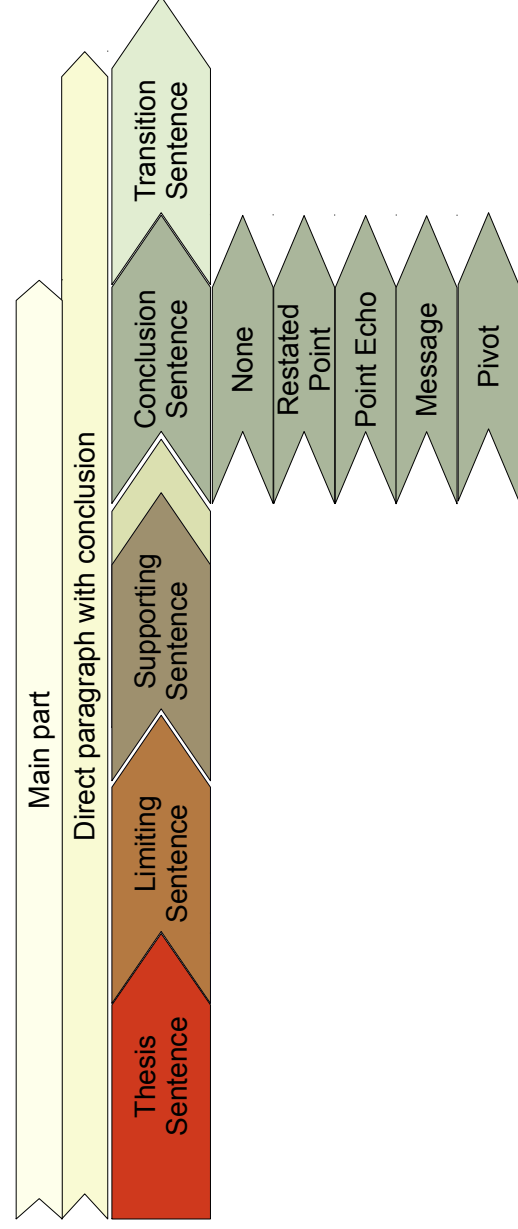 Main part
Direct paragraph with conclusion
Thesis
Sentence
Limiting
Sentence
Supporting
Sentence
Conclusion
Sentence
Transition
Sentence
None
Restated
Point
Point Echo
Message
Pivot